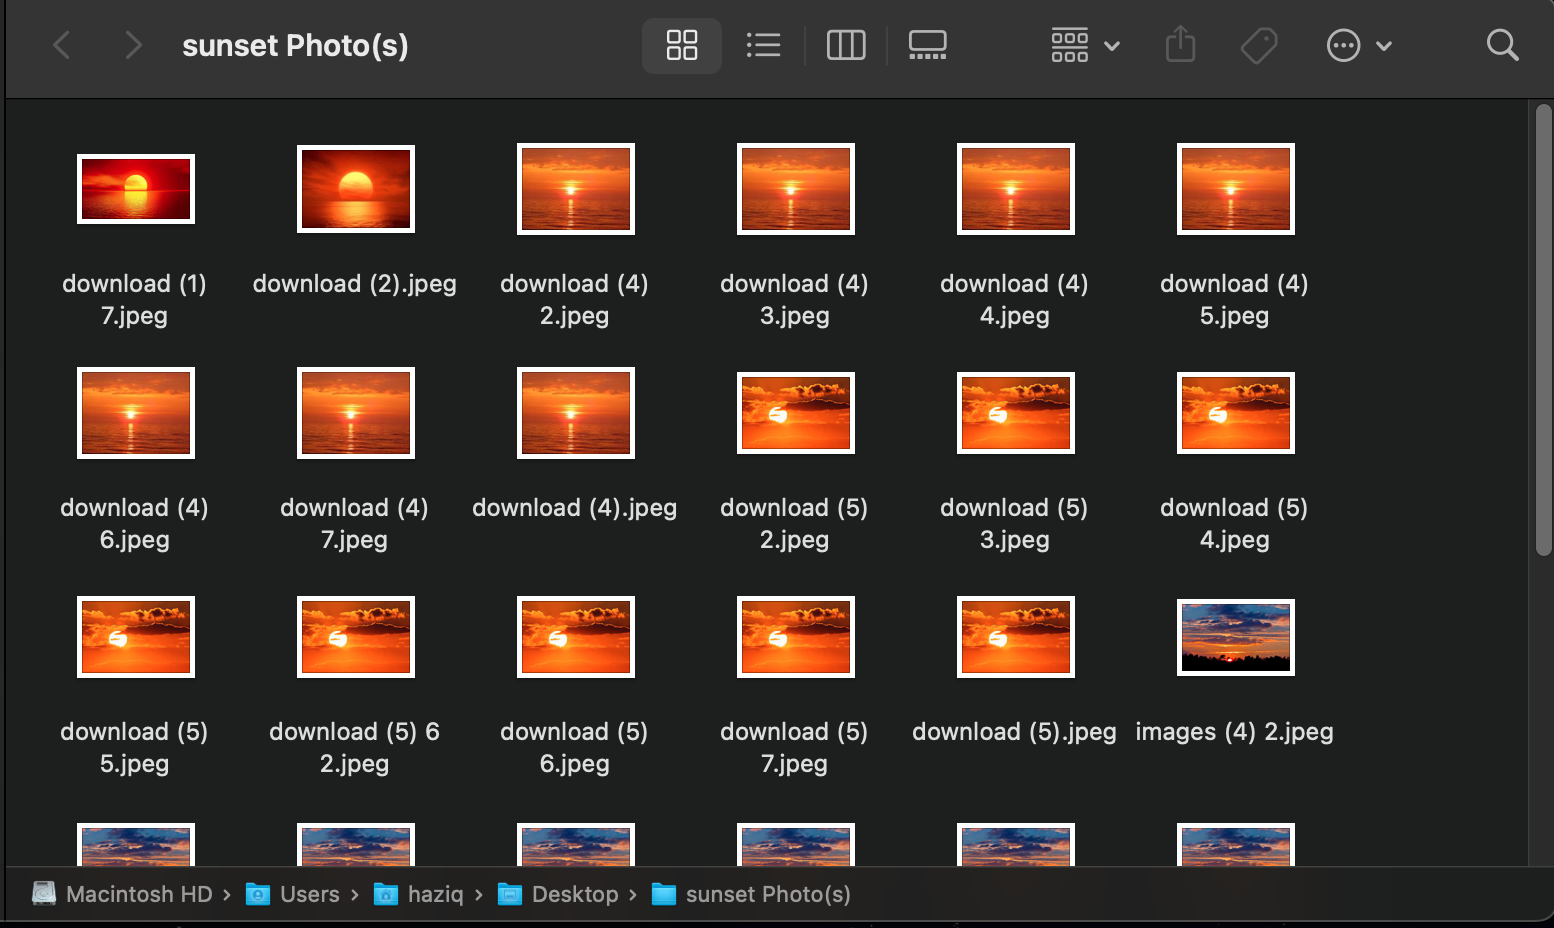 sunset Photo(s)
download (1)
7.jpeg
download (2).jpeg
download (4)
2.jpeg
download (4)
3.jpeg
download (4)
4.jpeg
download (4)
5.jpeg
download (4)
6.jpeg
download (4)
7.jpeg
download (4).jpeg
download (5)
2.jpeg
download (5)
3.jpeg
download (5)
4.jpeg
download (5)
5.jpeg
download (5) 6
2.jpeg
download (5)
6.jpeg
download (5)
7.jpeg
download (5).jpeg
images (4) 2.jpeg
Macintosh HD › Users › haziq › Desktop › sunset Photo(s)